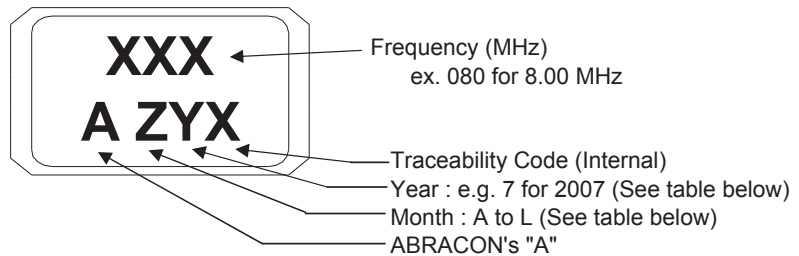 XXX
Frequency (MHz)
ex. 080 for 8.00 MHz
A ZYX
Traceability Code (Internal)
Year : e.g. 7 for 2007 (See table below)
Month : A to L (See table below)
ABRACON's "A"